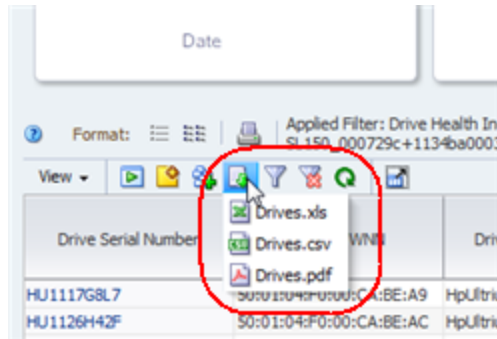 Date
Format:
Applied Filter: Drive Health In
SL150_000729c+1134ba0003
View
Drives.xls
Drives.csv
Drives.pdf
Drive Serial Number
WNN
Driv
HU1117G8L7
50:01:04:F0:00:CA:BE:A9
HpUltriu
HU1126H42F
50:01:04:F0:00:CA:BE:AC
HpUltriu